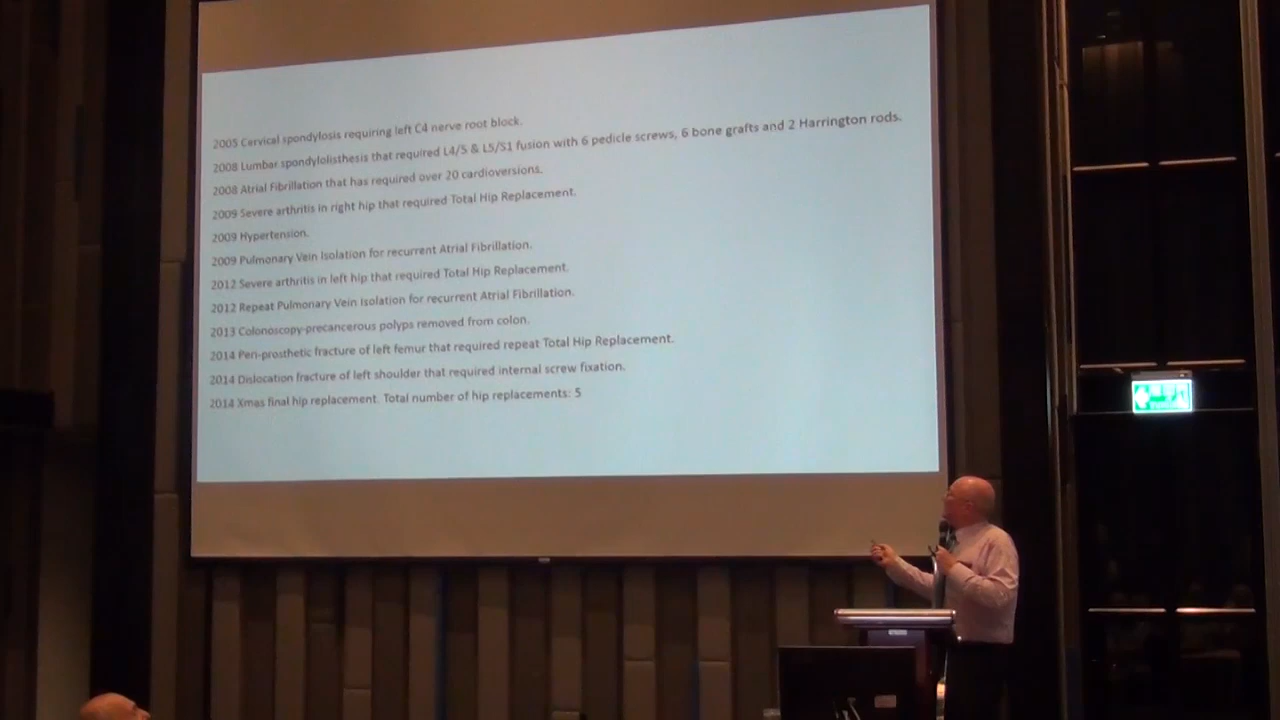 2005 Cervical spondylosis requiring left C4 nerve root block.
2008 Lumbar spondylolisthesis that required L4/5 & L5/S1 fusion with 6 pedicle screws, 6 bone grafts and 2 Harrington rods.
2008 Atrial Fibrillation that has required over 20 cardioversions.
2009 Severe arthritis in right hip that required Total Hip Replacement.
2009 Hypertension.
2009 Pulmonary Vein Isolation for recurrent Atrial Fibrillation.
2012 Severe arthritis in left hip that required Total Hip Replacement.
2012 Repeat Pulmonary Vein Isolation for recurrent Atrial Fibrillation.
2013 Colonoscopy-precancerous polyps removed from colon.
2014 Peri-prosthetic fracture of left femur that required repeat Total Hip Replacement.
2014 Dislocation fracture of left shoulder that required internal screw fixation.
2014 Xmas final hip replacement. Total number of hip replacements: 5